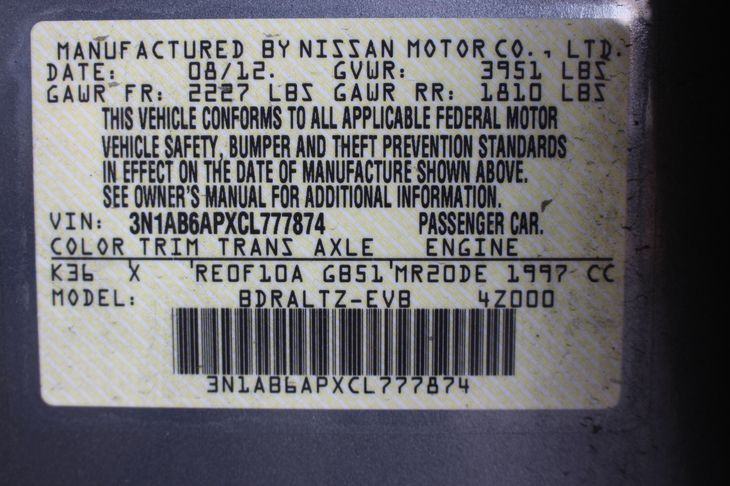 MANUFACTURED BY NISSAN MOTOR CO., LTD.
DATE: 08/12. GVWR: 3951 LBS
GAWR FR: 2227 LBS GAWR RR: 1810 LBS
THIS VEHICLE CONFORMS TO ALL APPLICABLE FEDERAL MOTOR
VEHICLE SAFETY, BUMPER AND THEFT PREVENTION STANDARDS
IN EFFECT ON THE DATE OF MANUFACTURE SHOWN ABOVE.
SEE OWNER'S MANUAL FOR ADDITIONAL INFORMATION.
VIN: 3N1AB6APXCL777874 PASSENGER CAR.
COLOR TRIM TRANS AXLE ENGINE
K36 X RE0F10A GB51 MR20DE 1997 CC
MODEL: BDRALTZ-EVB 4Z000
3N1AB6APXCL777874